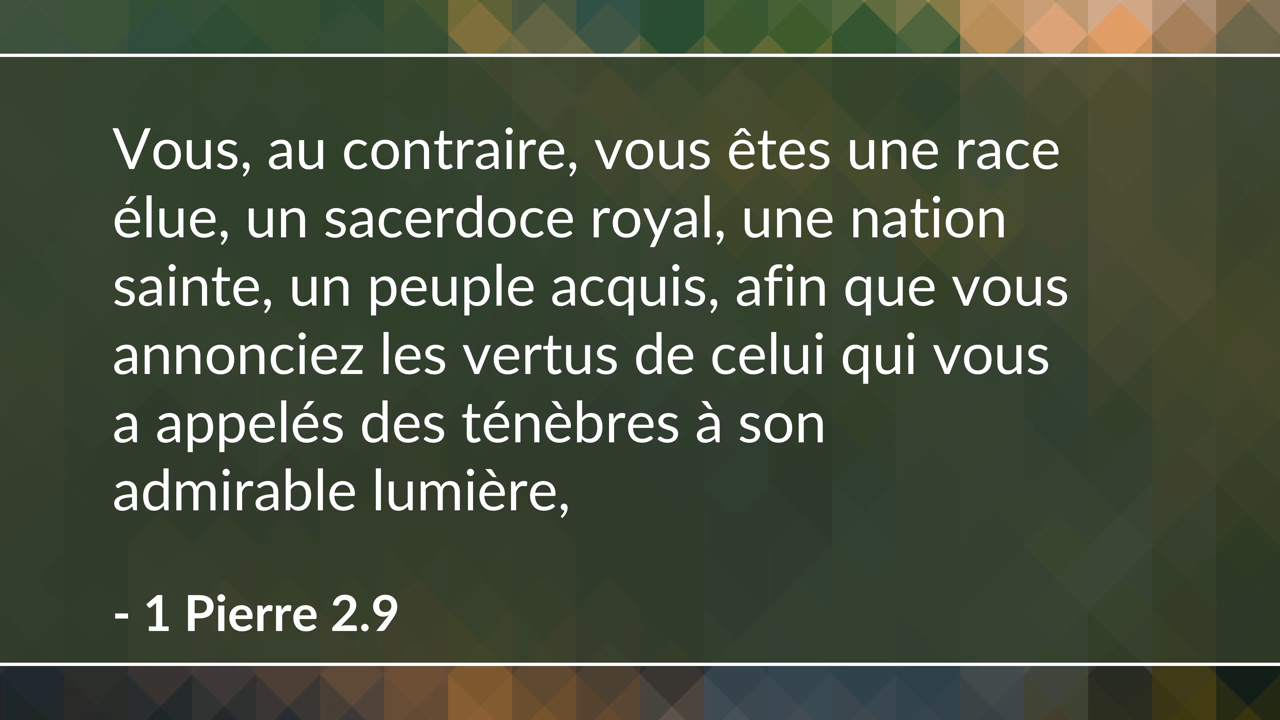 Vous, au contraire, vous êtes une race
élue, un sacerdoce royal, une nation
sainte, un peuple acquis, afin que vous
annonciez les vertus de celui qui vous
a appelés des ténèbres à son
admirable lumière,
- 1 Pierre 2.9